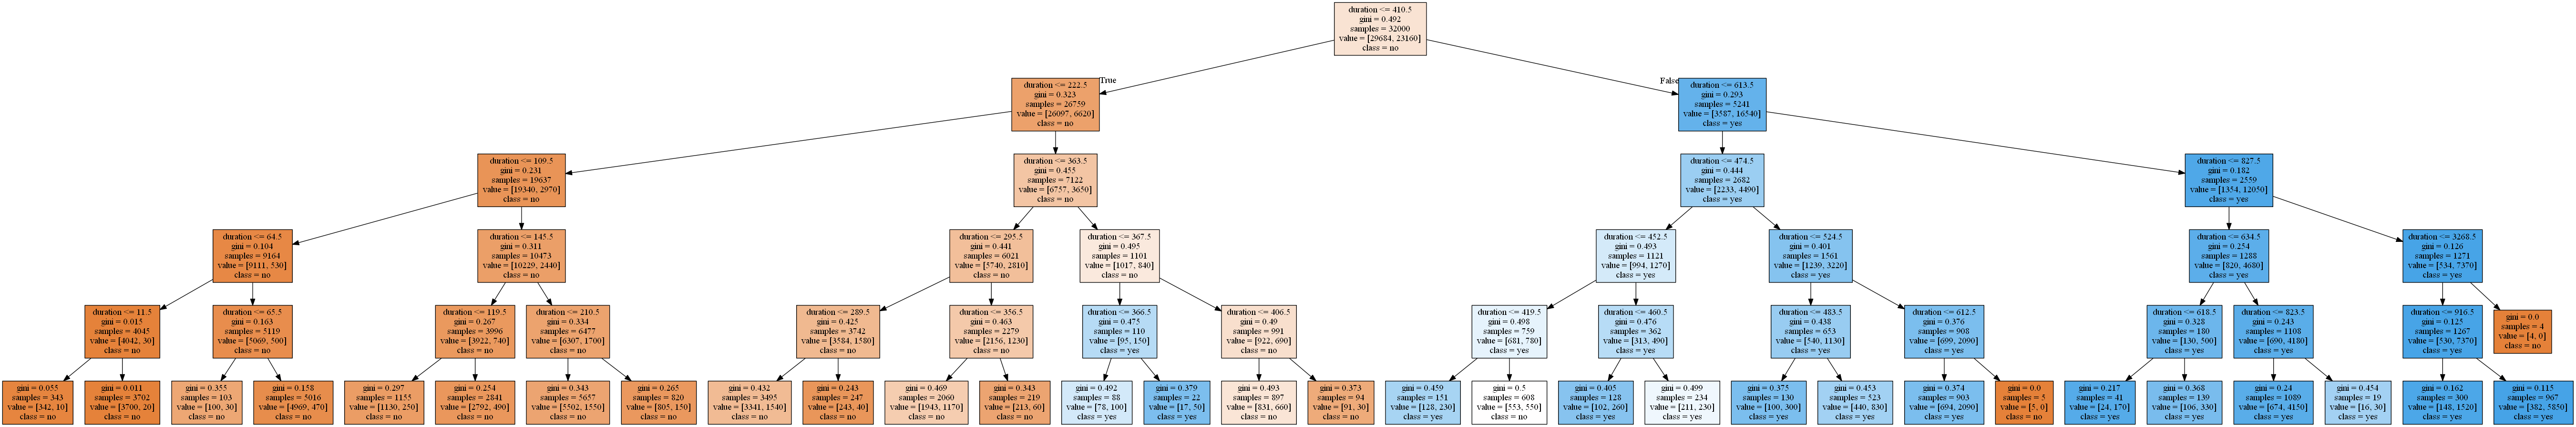 duration <= 410.5
gini = 0.492
samples = 32000
value = [29684, 23160]
class = no
True
False
duration <= 222.5
gini = 0.323
samples = 26759
value = [26097, 6620]
class = no
duration <= 613.5
gini = 0.293
samples = 5241
value = [3587, 16540]
class = yes
duration <= 109.5
gini = 0.231
samples = 19637
value = [19340, 2970]
class = no
duration <= 363.5
gini = 0.455
samples = 7122
value = [6757, 3650]
class = no
duration <= 474.5
gini = 0.444
samples = 2682
value = [2233, 4490]
class = yes
duration <= 827.5
gini = 0.182
samples = 2559
value = [1354, 12050]
class = yes
duration <= 64.5
gini = 0.104
samples = 9164
value = [9111, 530]
class = no
duration <= 145.5
gini = 0.311
samples = 10473
value = [10229, 2440]
class = no
duration <= 295.5
gini = 0.441
samples = 6021
value = [5740, 2810]
class = no
duration <= 367.5
gini = 0.495
samples = 1101
value = [1017, 840]
class = no
duration <= 452.5
gini = 0.493
samples = 1121
value = [994, 1270]
class = yes
duration <= 524.5
gini = 0.401
samples = 1561
value = [1239, 3220]
class = yes
duration <= 634.5
gini = 0.254
samples = 1288
value = [820, 4680]
class = yes
duration <= 3268.5
gini = 0.126
samples = 1271
value = [534, 7370]
class = yes
duration <= 11.5
gini = 0.015
samples = 4045
value = [4042, 30]
class = no
duration <= 65.5
gini = 0.163
samples = 5119
value = [5069, 500]
class = no
duration <= 119.5
gini = 0.267
samples = 3996
value = [3922, 740]
class = no
duration <= 210.5
gini = 0.334
samples = 6477
value = [6307, 1700]
class = no
duration <= 289.5
gini = 0.425
samples = 3742
value = [3584, 1580]
class = no
duration <= 356.5
gini = 0.463
samples = 2279
value = [2156, 1230]
class = no
duration <= 366.5
gini = 0.475
samples = 110
value = [95, 150]
class = yes
duration <= 406.5
gini = 0.49
samples = 991
value = [922, 690]
class = no
duration <= 419.5
gini = 0.498
samples = 759
value = [681, 780]
class = yes
duration <= 460.5
gini = 0.476
samples = 362
value = [313, 490]
class = yes
duration <= 483.5
gini = 0.438
samples = 653
value = [540, 1130]
class = yes
duration <= 612.5
gini = 0.376
samples = 908
value = [699, 2090]
class = yes
duration <= 618.5
gini = 0.328
samples = 180
value = [130, 500]
class = yes
duration <= 823.5
gini = 0.243
samples = 1108
value = [690, 4180]
class = yes
duration <= 916.5
gini = 0.125
samples = 1267
value = [530, 7370]
class = yes
gini = 0.0
samples = 4
value = [4, 0]
class = no
gini = 0.055
samples = 343
value = [342, 10]
class = no
gini = 0.011
samples = 3702
value = [3700, 20]
class = no
gini = 0.355
samples = 103
value = [100, 30]
class = no
gini = 0.158
samples = 5016
value = [4969, 470]
class = no
gini = 0.297
samples = 1155
value = [1130, 250]
class = no
gini = 0.254
samples = 2841
value = [2792, 490]
class = no
gini = 0.343
samples = 5657
value = [5502, 1550]
class = no
gini = 0.265
samples = 820
value = [805, 150]
class = no
gini = 0.432
samples = 3495
value = [3341, 1540]
class = no
gini = 0.243
samples = 247
value = [243, 40]
class = no
gini = 0.469
samples = 2060
value = [1943, 1170]
class = no
gini = 0.343
samples = 219
value = [213, 60]
class = no
gini = 0.492
samples = 88
value = [78, 100]
class = yes
gini = 0.379
samples = 22
value = [17, 50]
class = yes
gini = 0.493
samples = 897
value = [831, 660]
class = no
gini = 0.373
samples = 94
value = [91, 30]
class = no
gini = 0.459
samples = 151
value = [128, 230]
class = yes
gini = 0.5
samples = 608
value = [553, 550]
class = no
gini = 0.405
samples = 128
value = [102, 260]
class = yes
gini = 0.499
samples = 234
value = [211, 230]
class = yes
gini = 0.375
samples = 130
value = [100, 300]
class = yes
gini = 0.453
samples = 523
value = [440, 830]
class = yes
gini = 0.374
samples = 903
value = [694, 2090]
class = yes
gini = 0.0
samples = 5
value = [5, 0]
class = no
gini = 0.217
samples = 41
value = [24, 170]
class = yes
gini = 0.368
samples = 139
value = [106, 330]
class = yes
gini = 0.24
samples = 1089
value = [674, 4150]
class = yes
gini = 0.454
samples = 19
value = [16, 30]
class = yes
gini = 0.162
samples = 300
value = [148, 1520]
class = yes
gini = 0.115
samples = 967
value = [382, 5850]
class = yes